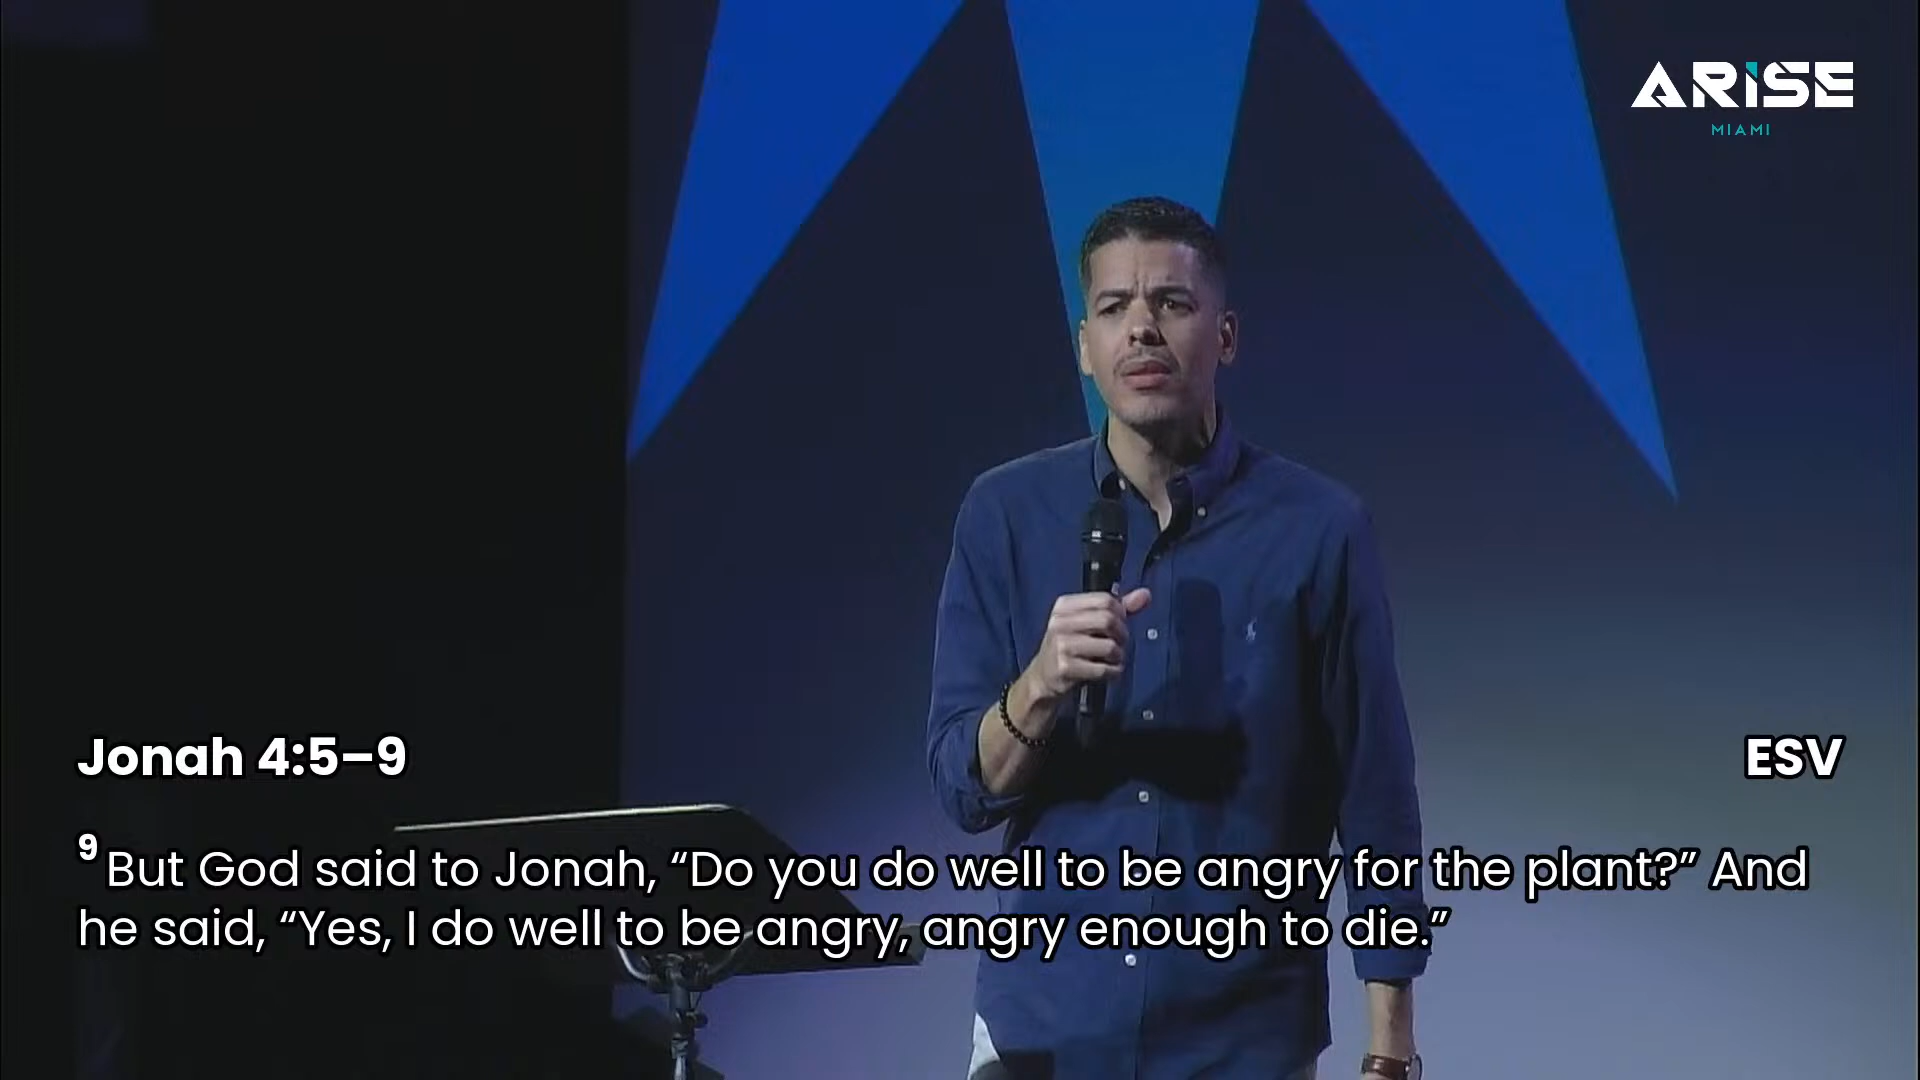 ARISE
MIAMI
Jonah 4:5–9
ESV
9 But God said to Jonah, “Do you do well to be angry for the plant?” And
he said, “Yes, I do well to be angry, angry enough to die.”